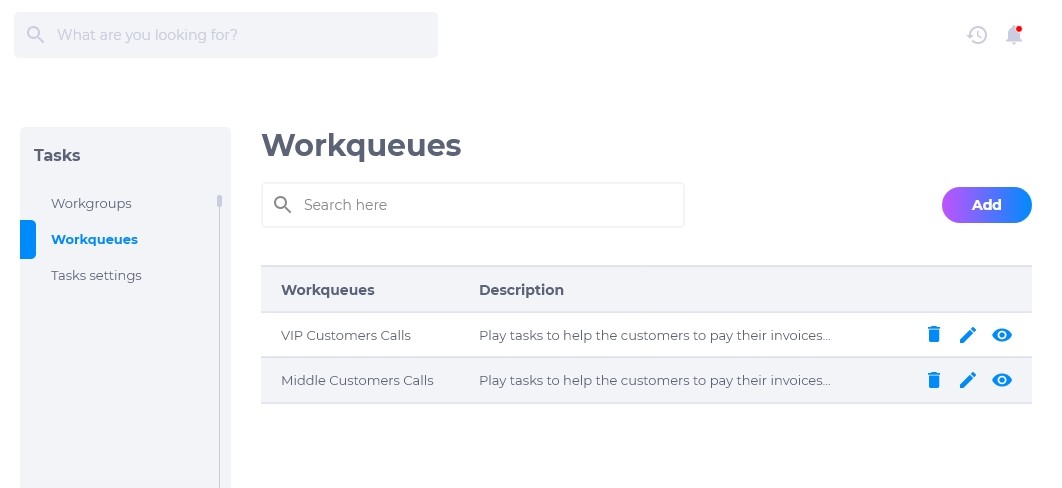 What are you looking for?
Tasks
Workgroups
Workqueues
Tasks settings
Workqueues
Search here
Add
Workqueues Description
VIP Customers Calls Play tasks to help the customers to pay their invoices...
Middle Customers Calls Play tasks to help the customers to pay their invoices...